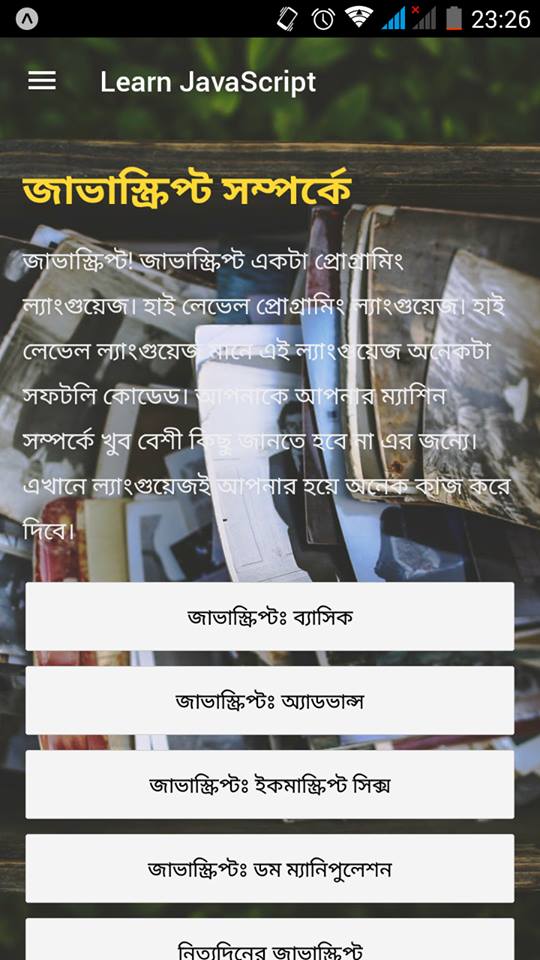 23:26
Learn JavaScript
জাভাস্ক্রিপ্ট সম্পর্কে
জাভাস্ক্রিপ্ট! জাভাস্ক্রিপ্ট একটা প্রোগ্রামিং
ল্যাংগুয়েজ। হাই লেভেল প্রোগ্রামিং ল্যাংগুয়েজ। হাই
লেভেল ল্যাংগুয়েজ মানে এই ল্যাংগুয়েজ অনেকটা
সফটলি কোডেড। আপনাকে আপনার ম্যাশিন
সম্পর্কে খুব বেশী কিছু জানতে হবে না এর জন্যে।
এখানে ল্যাংগুয়েজই আপনার হয়ে অনেক কাজ করে
দিবে।
জাভাস্ক্রিপ্টঃ ব্যাসিক
জাভাস্ক্রিপ্টঃ অ্যাডভান্স
জাভাস্ক্রিপ্টঃ ইকমাস্ক্রিপ্ট সিক্স
জাভাস্ক্রিপ্টঃ ডম ম্যানিপুলেশন
নিত্যদিনের জাভাস্ক্রিপ্ট